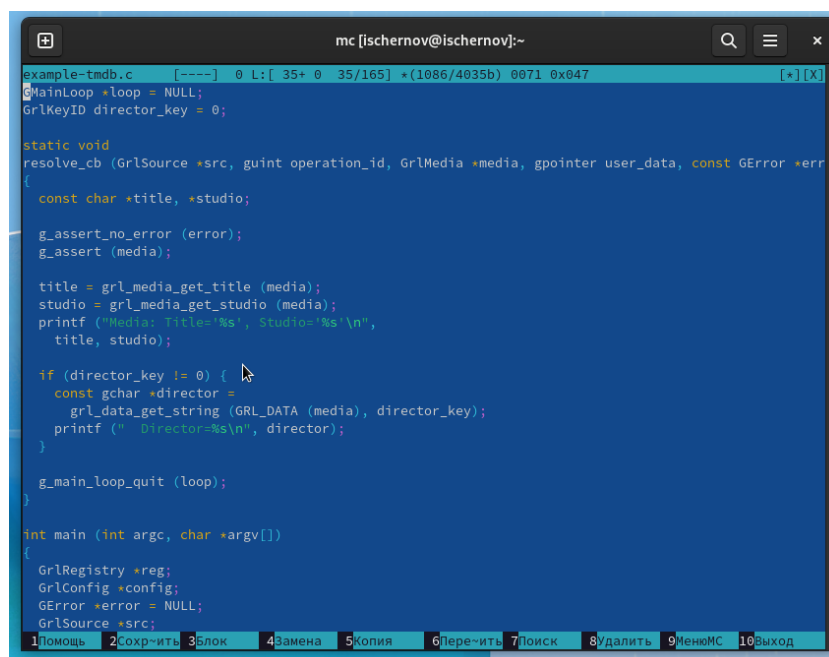 mc [ischernov@ischernov]:~
example-tmdb.c [----] 0 L:[ 35+ 0 35/165] *(1086/4035b) 0071 0x047 [*][X]
GMainLoop *loop = NULL;
GrlKeyID director_key = 0;
static void
resolve_cb (GrlSource *src, guint operation_id, GrlMedia *media, gpointer user_data, const GError *err
{
const char *title, *studio;
g_assert_no_error (error);
g_assert (media);
title = grl_media_get_title (media);
studio = grl_media_get_studio (media);
printf ("Media: Title='%s', Studio='%s'\n",
title, studio);
if (director_key != 0) {
const gchar *director =
grl_data_get_string (GRL_DATA (media), director_key);
printf ("  Director=%s\n", director);
}
g_main_loop_quit (loop);
}
int main (int argc, char *argv[])
{
GrlRegistry *reg;
GrlConfig *config;
GError *error = NULL;
GrlSource *src;
1Помощь 2Сохр~ить 3Блок 4Замена 5Копия 6Пере~ить 7Поиск 8Удалить 9МенюMC 10Выход